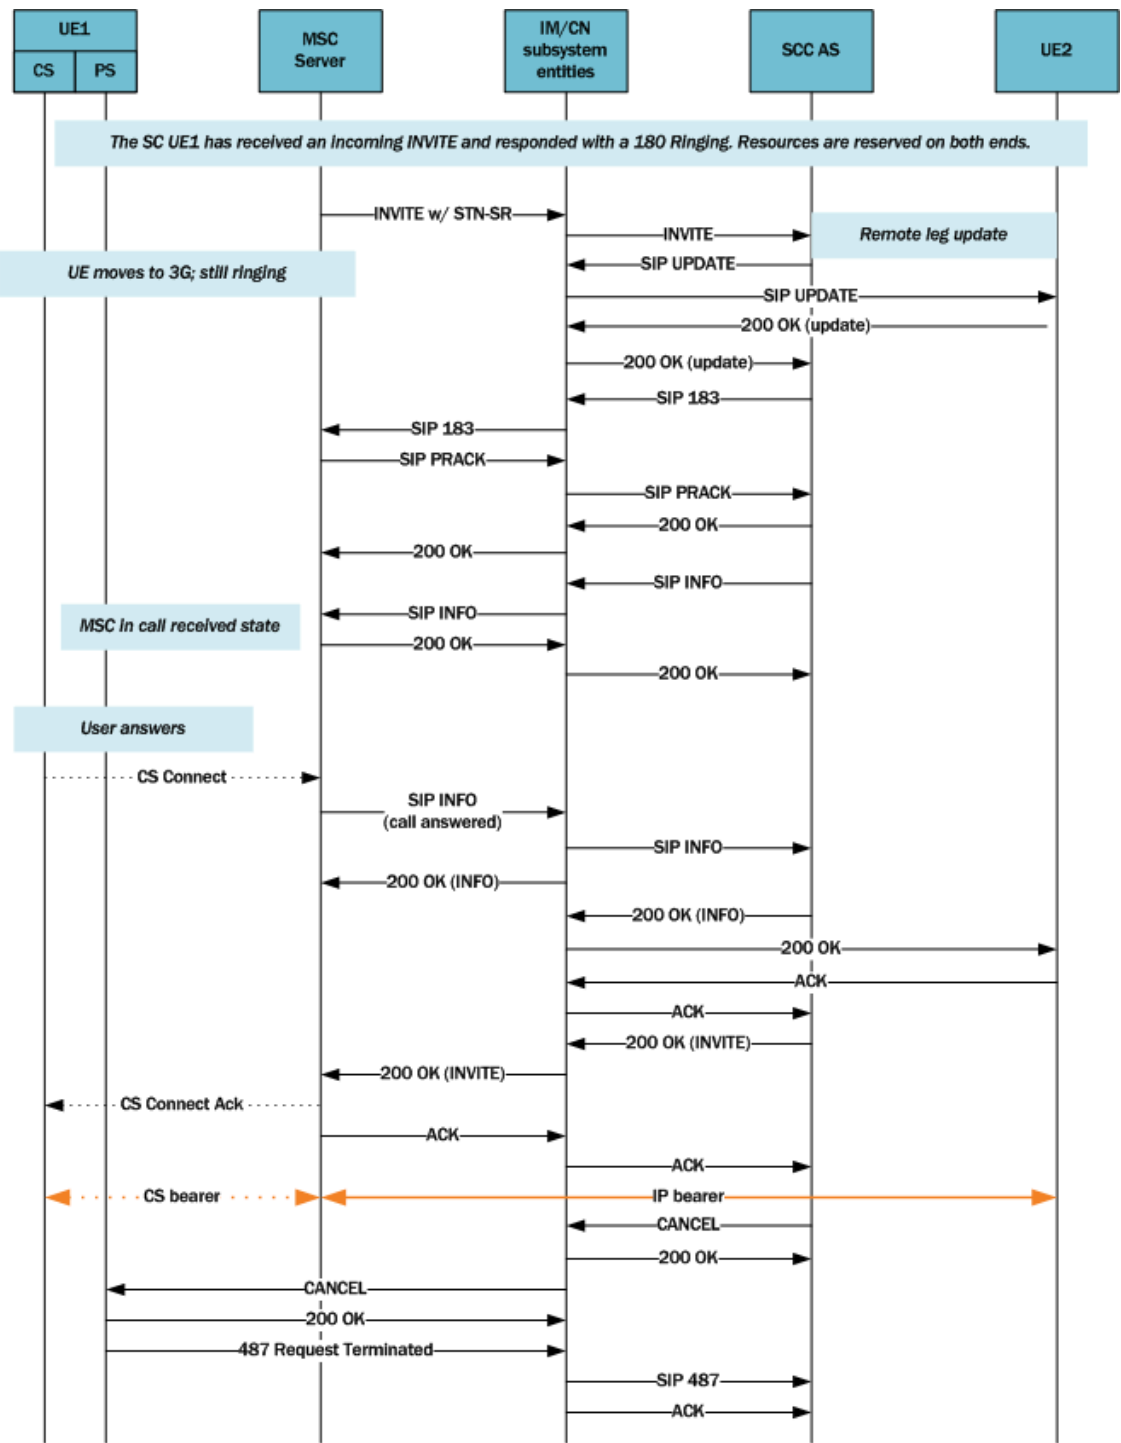 UE1
CS
PS
MSC
Server
IM/CN
subsystem
entities
SCC AS
UE2
The SC UE1 has received an incoming INVITE and responded with a 180 Ringing. Resources are reserved on both ends.
INVITE w/ STN-SR
INVITE
Remote leg update
SIP UPDATE
UE moves to 3G; still ringing
SIP UPDATE
200 OK (update)
200 OK (update)
SIP 183
SIP 183
SIP PRACK
SIP PRACK
200 OK
200 OK
SIP INFO
SIP INFO
MSC in call received state
200 OK
200 OK
User answers
CS Connect
SIP INFO
(call answered)
SIP INFO
200 OK (INFO)
200 OK (INFO)
200 OK
ACK
ACK
200 OK (INVITE)
200 OK (INVITE)
CS Connect Ack
ACK
ACK
CS bearer
IP bearer
CANCEL
200 OK
CANCEL
200 OK
487 Request Terminated
SIP 487
ACK